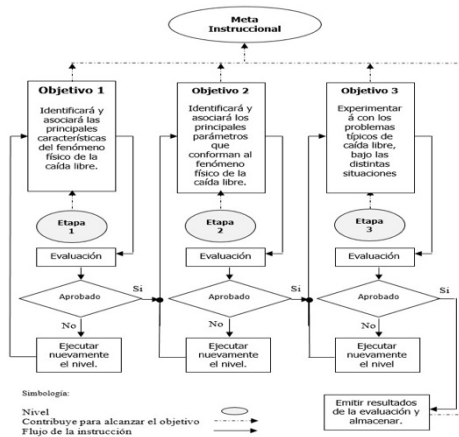 Meta
Instruccional
Objetivo 1
Identificará y
asociará las
principales
características
del fenómeno
físico de la
caída libre.
Objetivo 2
Identificará y
asociará los
principales
parámetros
que
conforman al
fenómeno
físico de la
caída libre.
Objetivo 3
Experimentar
á con los
problemas
típicos de
caída libre,
bajo las
distintas
situaciones
Etapa
1
Etapa
2
Etapa
3
Evaluación
Evaluación
Evaluación
Aprobado
Si
Aprobado
Si
Aprobado
Si
No
No
No
Ejecutar
nuevamente
el nivel.
Ejecutar
nuevamente
el nivel.
Ejecutar
nuevamente
el nivel
Simbología:
Nivel
Contribuye para alcanzar el objetivo
Flujo de la instrucción
Emitir resultados
de la evaluación y
almacenar.